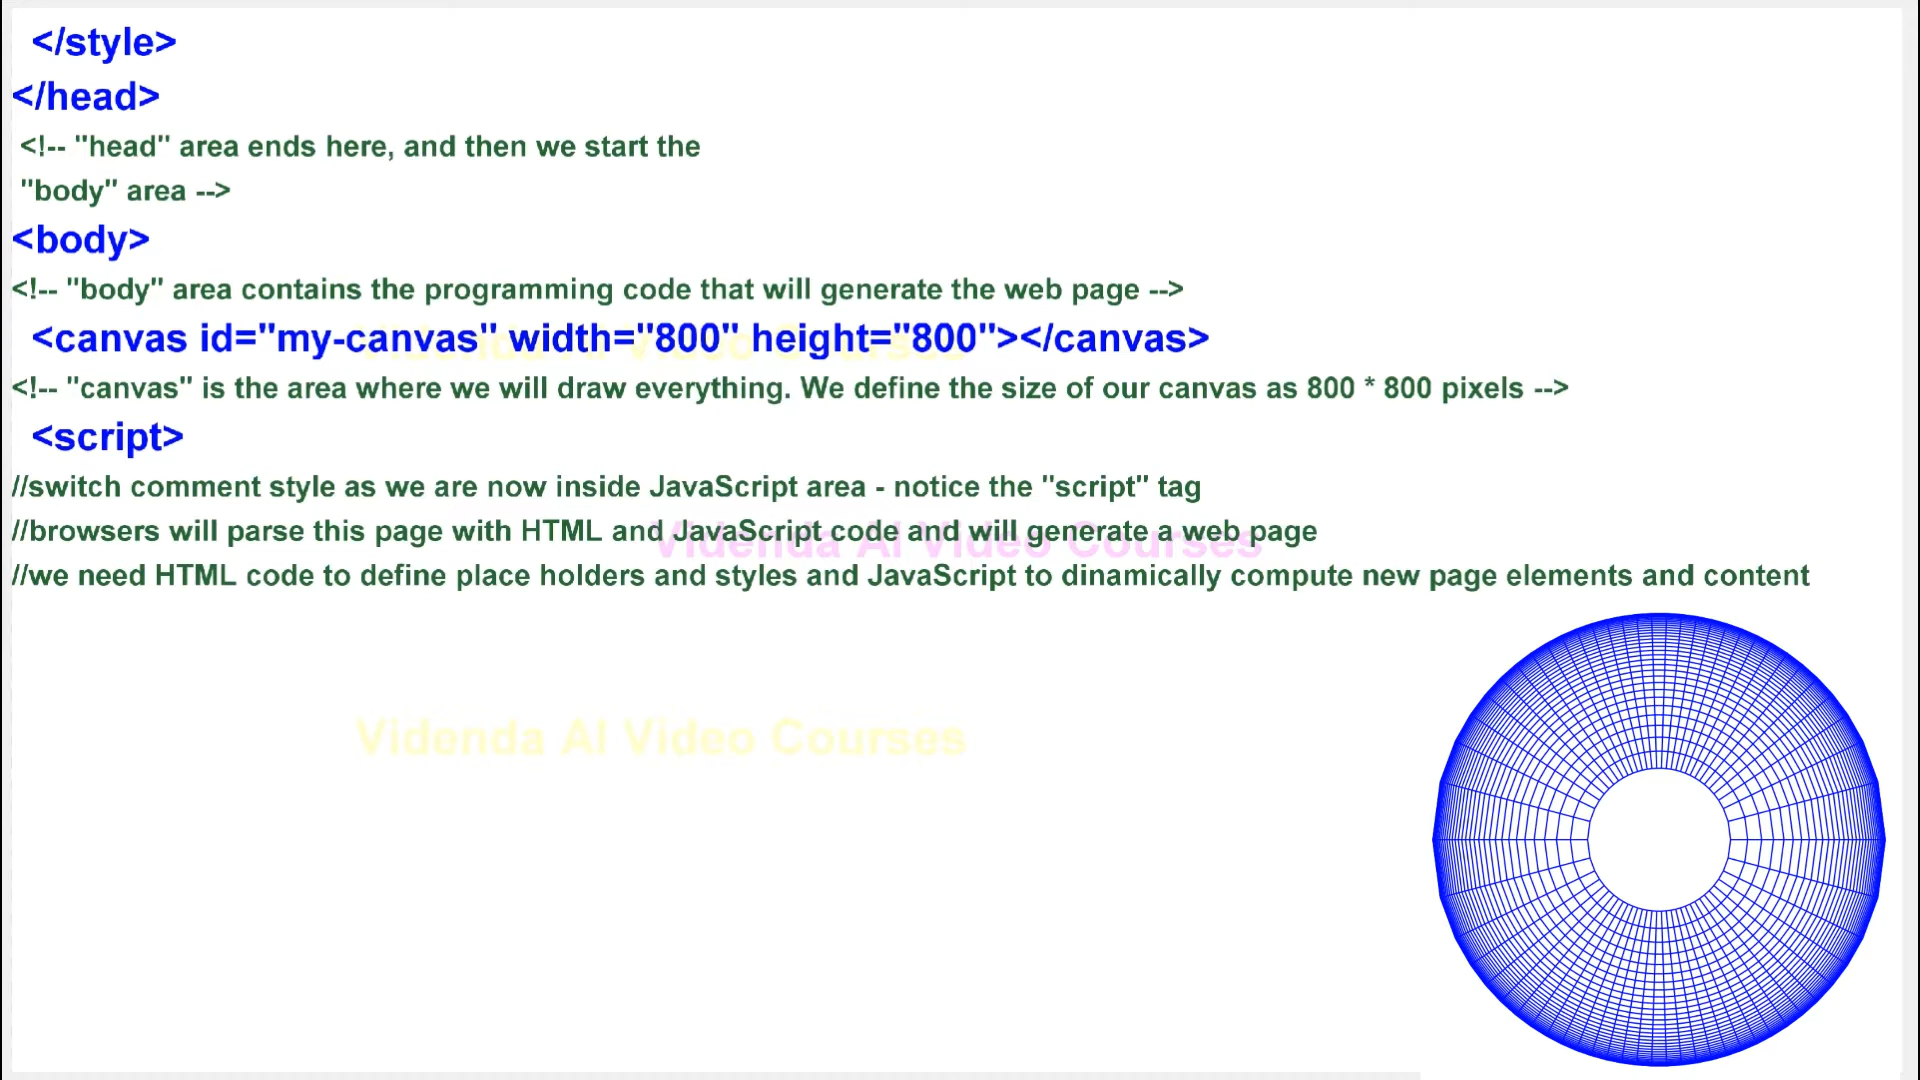 </style>
</head>
<!-- "head" area ends here, and then we start the
"body" area -->
<body>
<!-- "body" area contains the programming code that will generate the web page -->
<canvas id="my-canvas" width="800" height="800"></canvas>
<!-- "canvas" is the area where we will draw everything. We define the size of our canvas as 800 * 800 pixels -->
<script>
//switch comment style as we are now inside JavaScript area - notice the "script" tag
//browsers will parse this page with HTML and JavaScript code and will generate a web page
Videnda AI Video Courses
//we need HTML code to define place holders and styles and JavaScript to dinamically compute new page elements and content
Videnda AI Video Courses